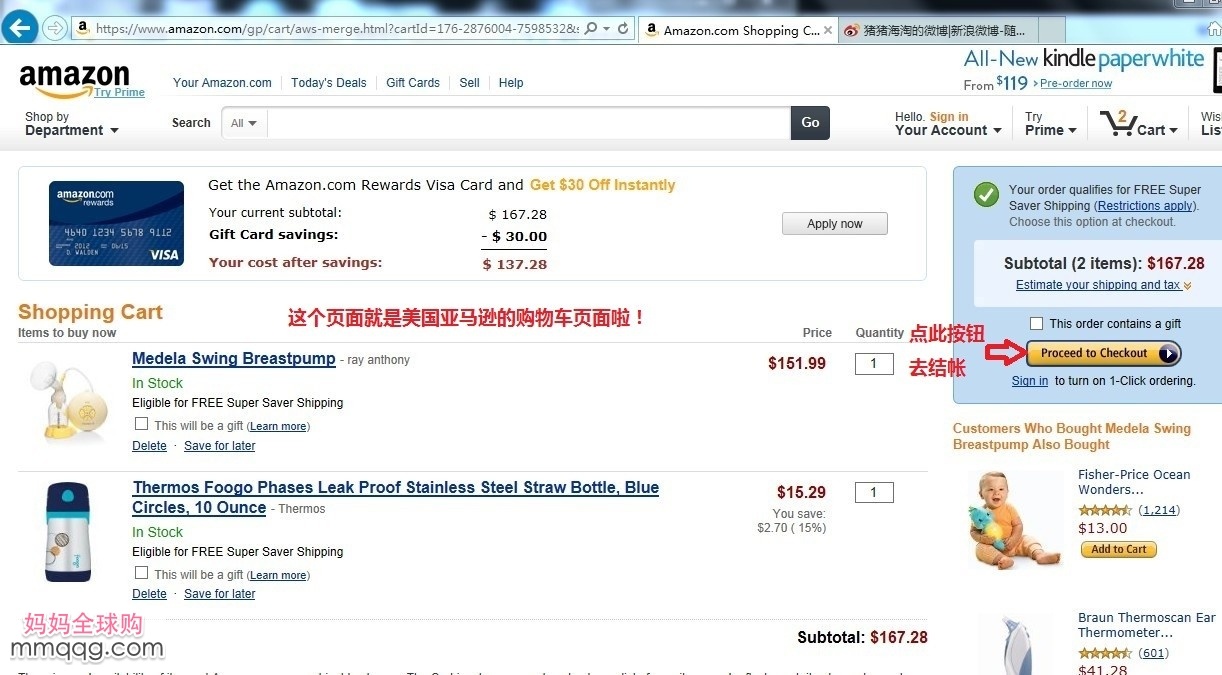 https://www.amazon.com/gp/cart/aws-merge.html?cartId=176-2876004-7598532&
Amazon.com Shopping C...
猪猪海淘的微博|新浪微博-随...
amazon
Try Prime
Your Amazon.com
Today's Deals
Gift Cards
Sell
Help
All-New kindle paperwhite
From $119 > Pre-order now
Shop by
Department
Search
All
Go
Hello. Sign in
Your Account
Try
Prime
2
Cart
Wis
List
amazon.com
rewards
4640 1234 5678 9112
2012
D. WALDEN
VISA
Get the Amazon.com Rewards Visa Card and Get $30 Off Instantly
Your current subtotal: $ 167.28
Gift Card savings: - $ 30.00
Your cost after savings: $ 137.28
Apply now
Your order qualifies for FREE Super
Saver Shipping (Restrictions apply).
Choose this option at checkout.
Subtotal (2 items): $167.28
Estimate your shipping and tax
This order contains a gift
Proceed to Checkout
Sign in to turn on 1-Click ordering.
点此按钮
去结帐
Shopping Cart
Items to buy now
这个页面就是美国亚马逊的购物车页面啦！
Price
Quantity
Medela Swing Breastpump - ray anthony
$151.99
1
In Stock
Eligible for FREE Super Saver Shipping
This will be a gift (Learn more)
Delete · Save for later
Thermos Foogo Phases Leak Proof Stainless Steel Straw Bottle, Blue
Circles, 10 Ounce - Thermos
$15.29
1
You save:
$2.70 ( 15%)
In Stock
Eligible for FREE Super Saver Shipping
This will be a gift (Learn more)
Delete · Save for later
Subtotal: $167.28
Customers Who Bought Medela Swing
Breastpump Also Bought
Fisher-Price Ocean
Wonders...
(1,214)
$13.00
Add to Cart
Braun Thermoscan Ear
Thermometer...
(601)
$41.28
妈妈全球购
mmqqg.com